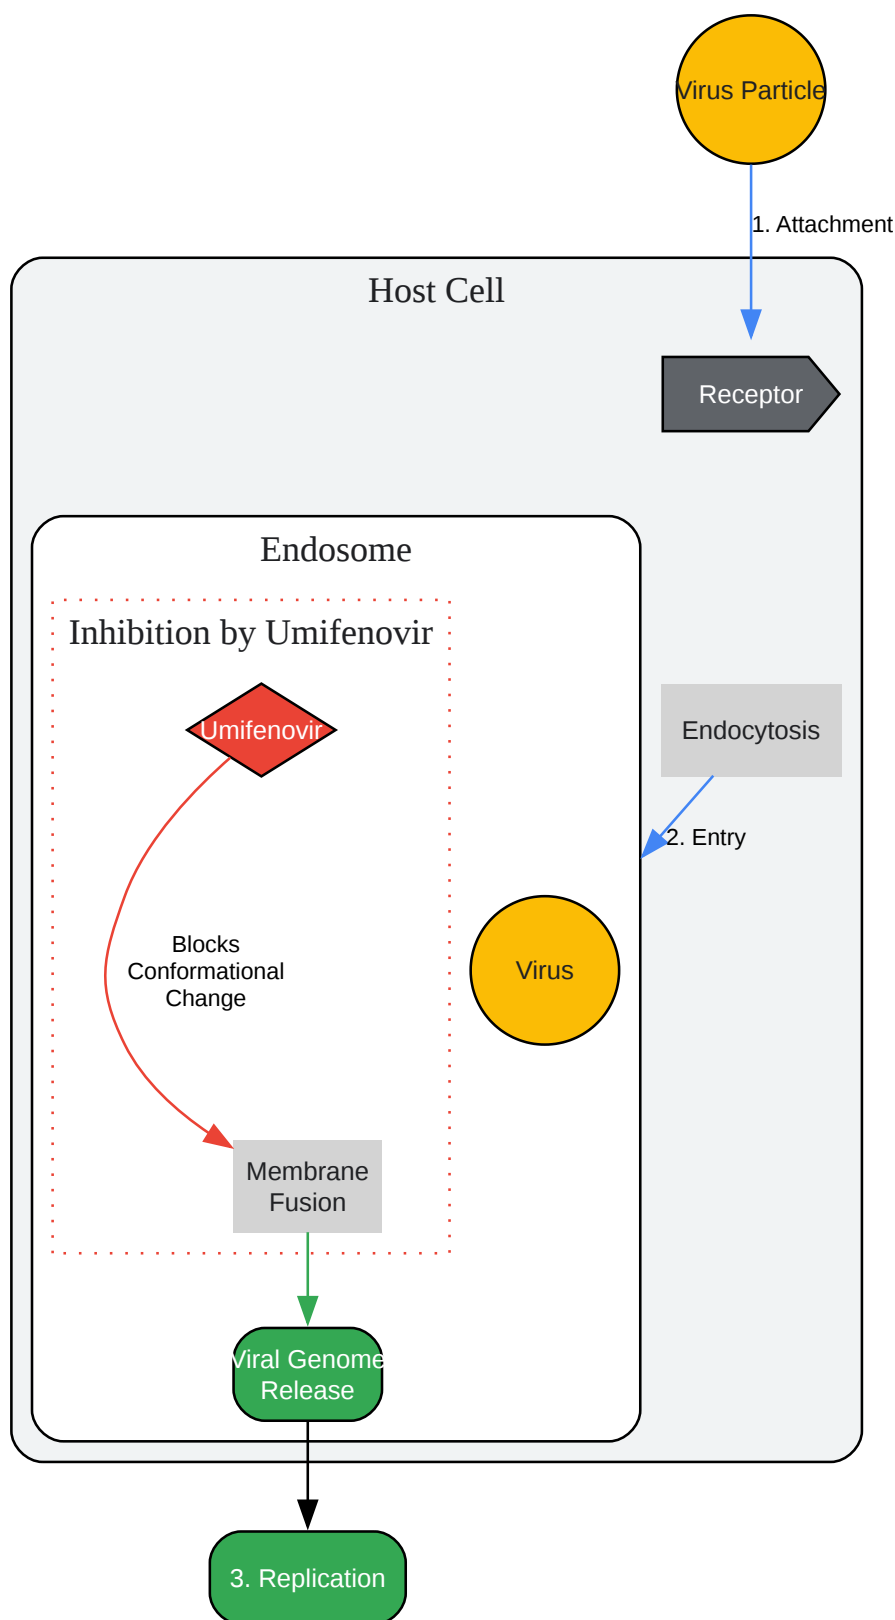 Virus Particle
1. Attachment
Host Cell
Receptor
Endosome
Inhibition by Umifenovir
Umifenovir
Endocytosis
2. Entry
Blocks
Conformational
Change
Virus
Membrane
Fusion
Viral Genome
Release
3. Replication